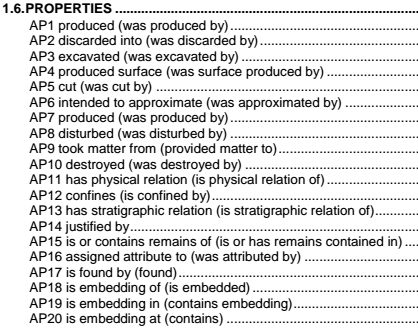 1.6.PROPERTIES ................................................................................
AP1 produced (was produced by) ................................................
AP2 discarded into (was discarded by) ........................................
AP3 excavated (was excavated by) ............................................
AP4 produced surface (was surface produced by) ......................
AP5 cut (was cut by) ..................................................................
AP6 intended to approximate (was approximated by) ................
AP7 produced (was produced by) ................................................
AP8 disturbed (was disturbed by) ................................................
AP9 took matter from (provided matter to) ..................................
AP10 destroyed (was destroyed by) ............................................
AP11 has physical relation (is physical relation of) ......................
AP12 confines (is confined by) ....................................................
AP13 has stratigraphic relation (is stratigraphic relation of) .........
AP14 justified by ........................................................................
AP15 is or contains remains of (is or has remains contained in) ....
AP16 assigned attribute to (was attributed by) ............................
AP17 is found by (found) ............................................................
AP18 is embedding of (is embedded) ..........................................
AP19 is embedding in (contains embedding) ................................
AP20 is embedding at (contains) ................................................